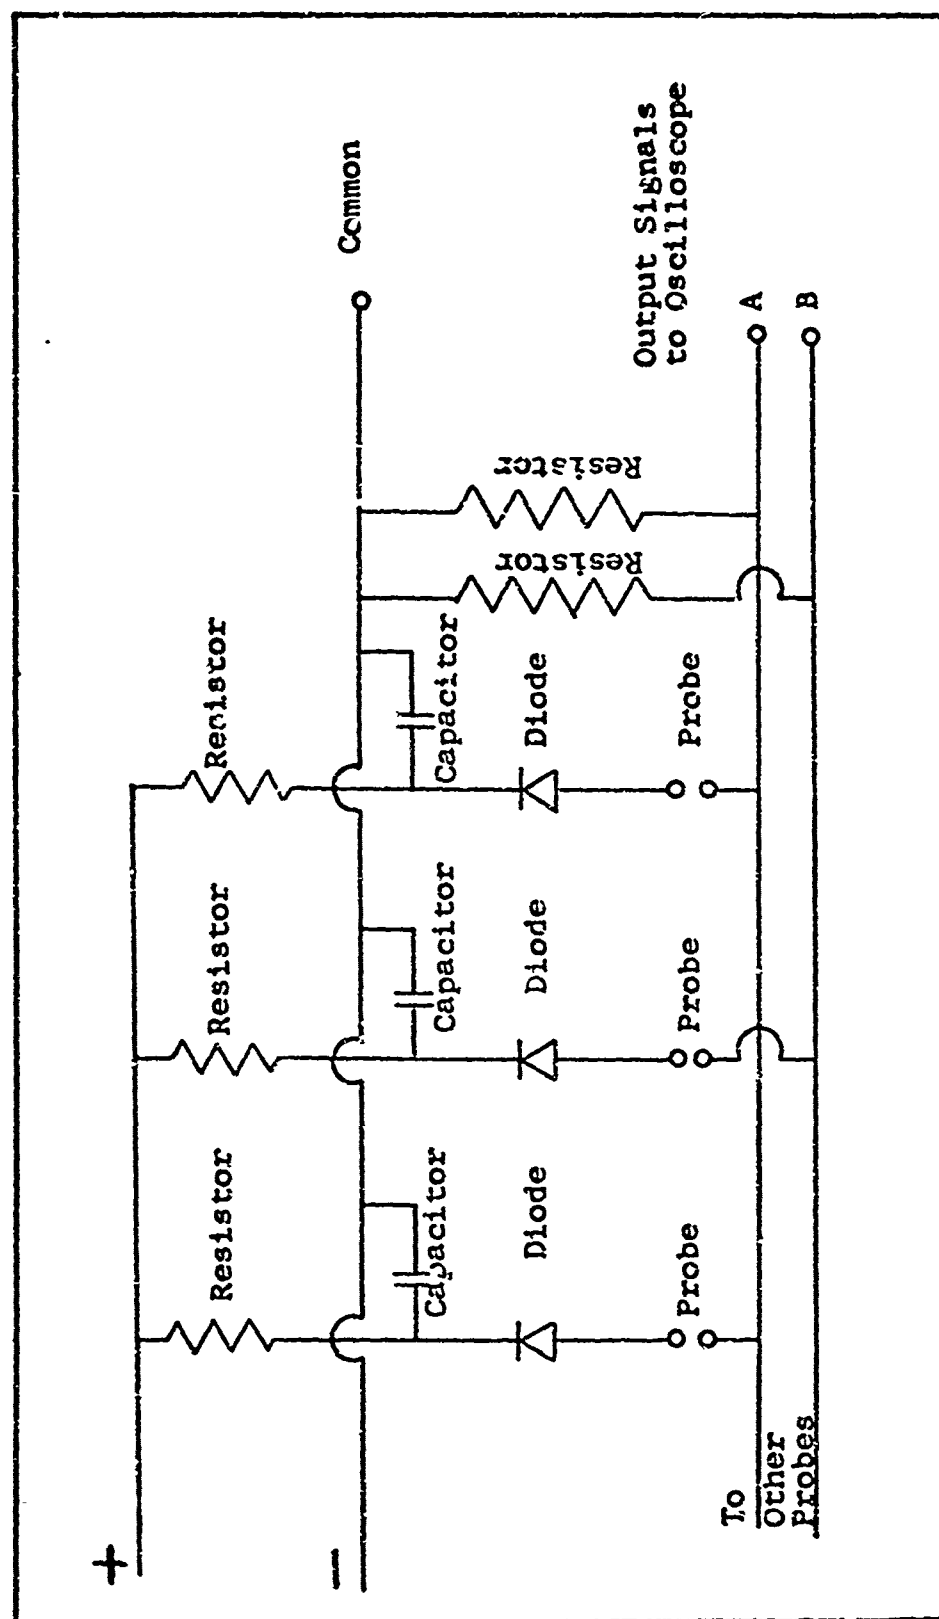 +
Resistor
Resistor
Resistor
−
Common
Capacitor
Capacitor
Capacitor
Resistor
Resistor
Diode
Diode
Diode
Output Signals
to Oscilloscope
Probe
Probe
Probe
To
Other
Probes
A
B